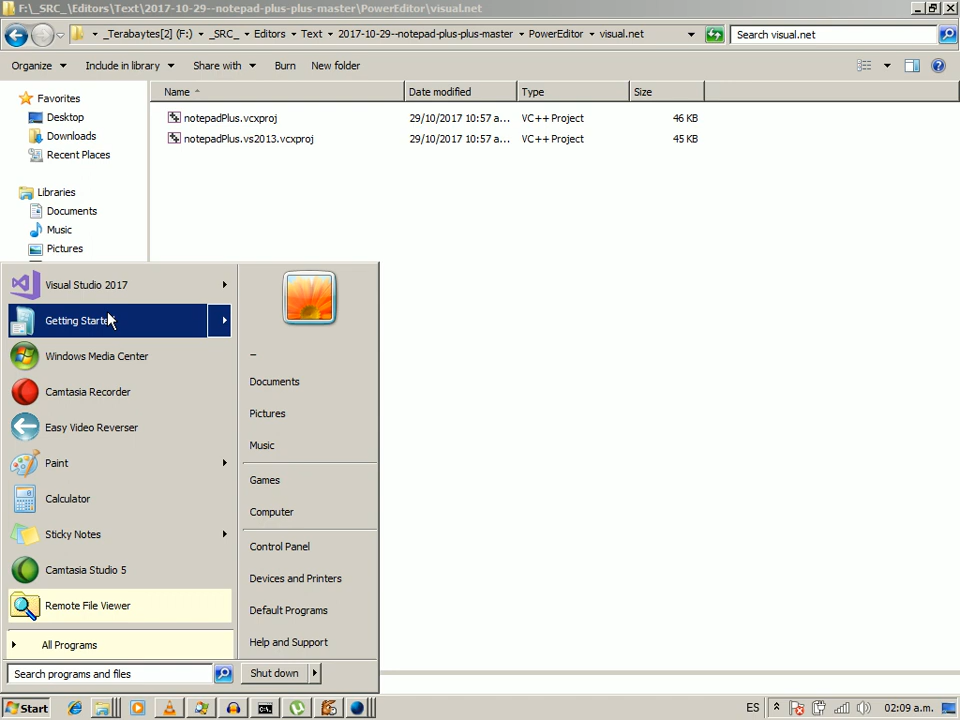 F:\_SRC_\Editors\Text\2017-10-29--notepad-plus-plus-master\PowerEditor\visual.net
_Terabytes[2] (F:) _SRC_ Editors Text 2017-10-29--notepad-plus-plus-master PowerEditor visual.net
Search visual.net
Organize Include in library Share with Burn New folder
Name Date modified Type Size
Favorites
Desktop
Downloads
Recent Places
Libraries
Documents
Music
Pictures
notepadPlus.vcxproj 29/10/2017 10:57 a... VC++ Project 46 KB
notepadPlus.vs2013.vcxproj 29/10/2017 10:57 a... VC++ Project 45 KB
Visual Studio 2017
Getting Started
Windows Media Center
Camtasia Recorder
Easy Video Reverser
Paint
Calculator
Sticky Notes
Camtasia Studio 5
Remote File Viewer
All Programs
Search programs and files
_
Documents
Pictures
Music
Games
Computer
Control Panel
Devices and Printers
Default Programs
Help and Support
Shut down
Start
ES
02:09 a.m.